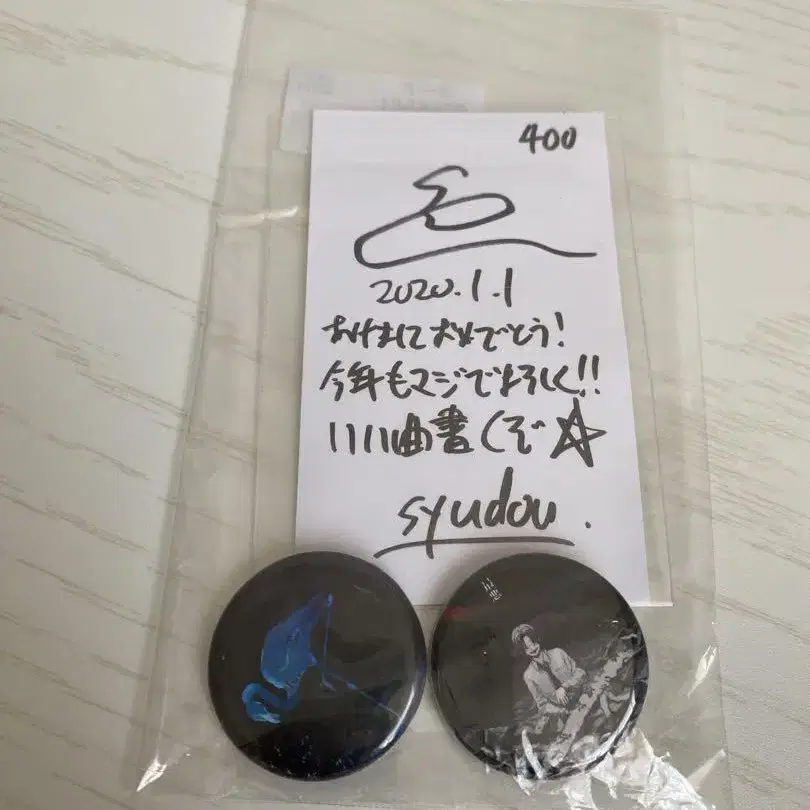 400
2020.1.1
あけましておめでとう!
今年もマジでよろしく!!
いい曲書くぞ☆
syudou.